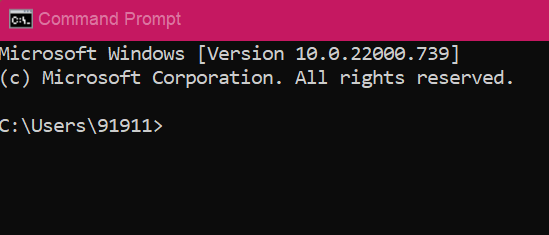 Command Prompt
Microsoft Windows [Version 10.0.22000.739]
(c) Microsoft Corporation. All rights reserved.
C:\Users\91911>